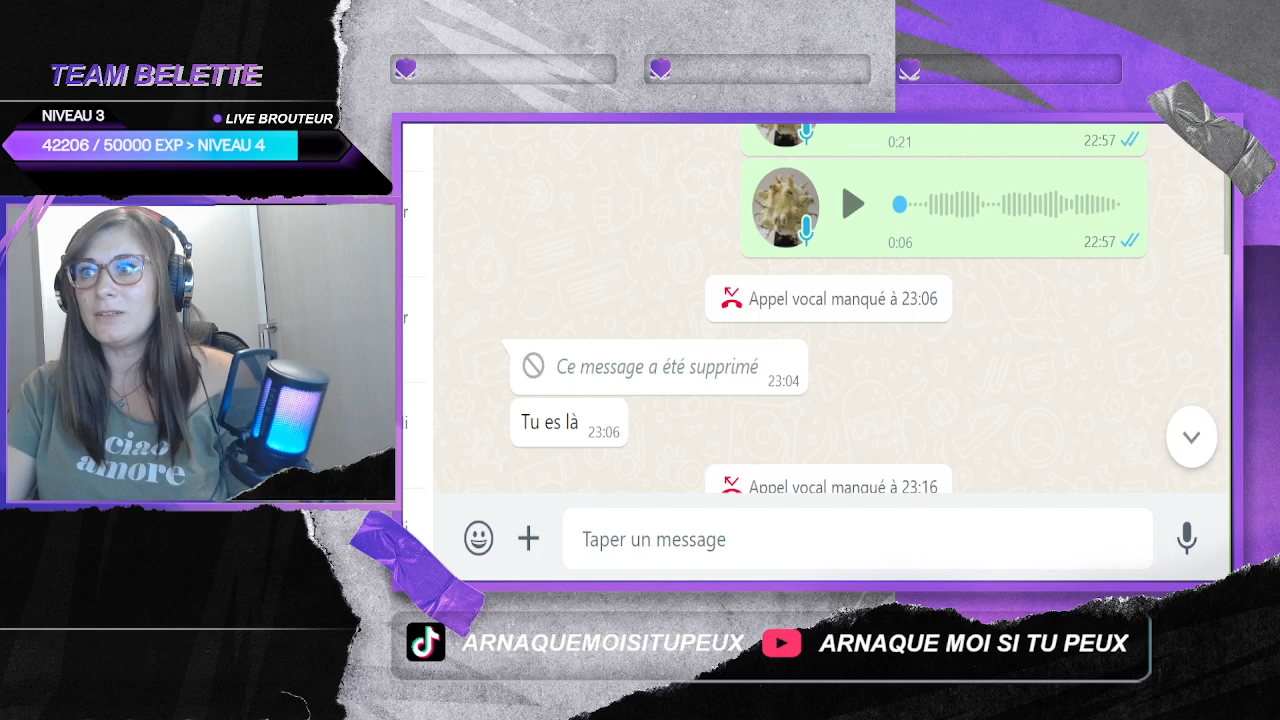 TEAM BELETTE
NIVEAU 3
LIVE BROUTEUR
42206 / 50000 EXP > NIVEAU 4
0:21
22:57
0:06
22:57
Appel vocal manqué à 23:06
Ce message a été supprimé
23:04
Tu es là
23:06
Appel vocal manqué à 23:16
Taper un message
ciao
amore
ARNAQUEMOISITUPEUX
ARNAQUE MOI SI TU PEUX